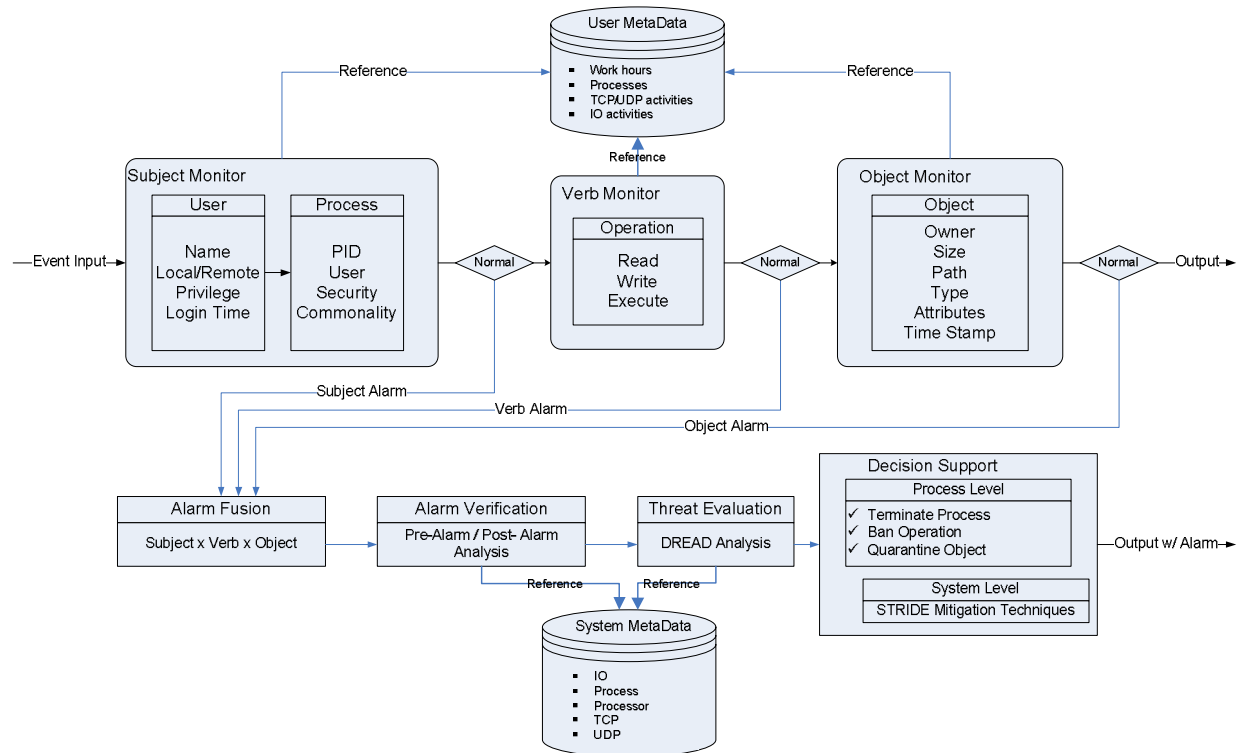 User MetaData
Work hours
Processes
TCP/UDP activities
IO activities
Reference
Reference
Reference
Subject Monitor
User
Name
Local/Remote
Privilege
Login Time
Process
PID
User
Security
Commonality
Event Input
Normal
Verb Monitor
Operation
Read
Write
Execute
Normal
Object Monitor
Object
Owner
Size
Path
Type
Attributes
Time Stamp
Normal
Output
Subject Alarm
Verb Alarm
Object Alarm
Alarm Fusion
Subject x Verb x Object
Alarm Verification
Pre-Alarm / Post- Alarm
Analysis
Threat Evaluation
DREAD Analysis
Decision Support
Process Level
✓ Terminate Process
✓ Ban Operation
✓ Quarantine Object
System Level
STRIDE Mitigation Techniques
Output w/ Alarm
Reference
Reference
System MetaData
IO
Process
Processor
TCP
UDP